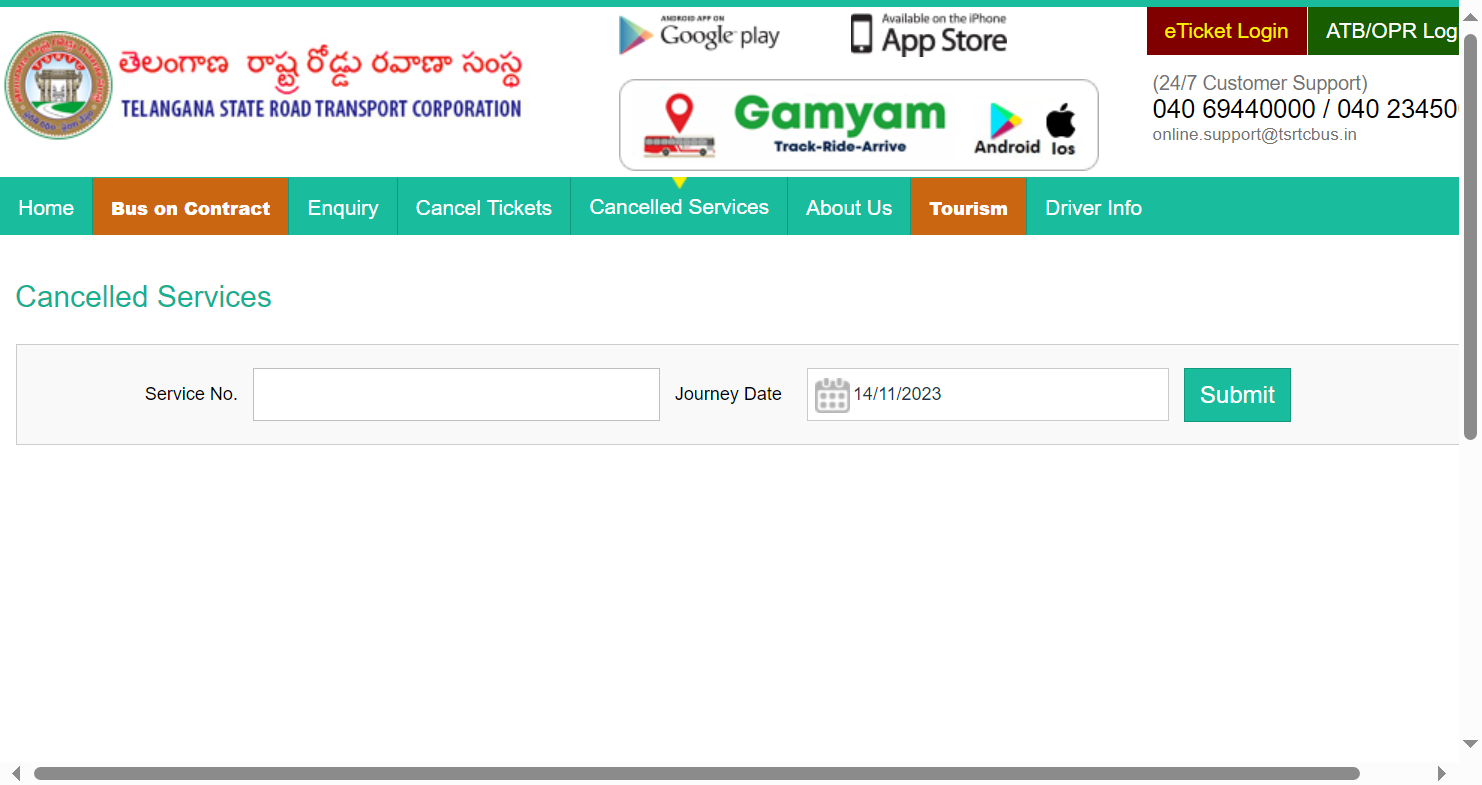 ANDROID APP ON
Google play
Available on the iPhone
App Store
eTicket Login
ATB/OPR Log
తెలంగాణ రాష్ట్ర రోడ్డు రవాణా సంస్థ
TELANGANA STATE ROAD TRANSPORT CORPORATION
Gamyam
Track-Ride-Arrive
Android
Ios
(24/7 Customer Support)
040 69440000 / 040 23450
online.support@tsrtcbus.in
Home
Bus on Contract
Enquiry
Cancel Tickets
Cancelled Services
About Us
Tourism
Driver Info
Cancelled Services
Service No.
Journey Date
14/11/2023
Submit